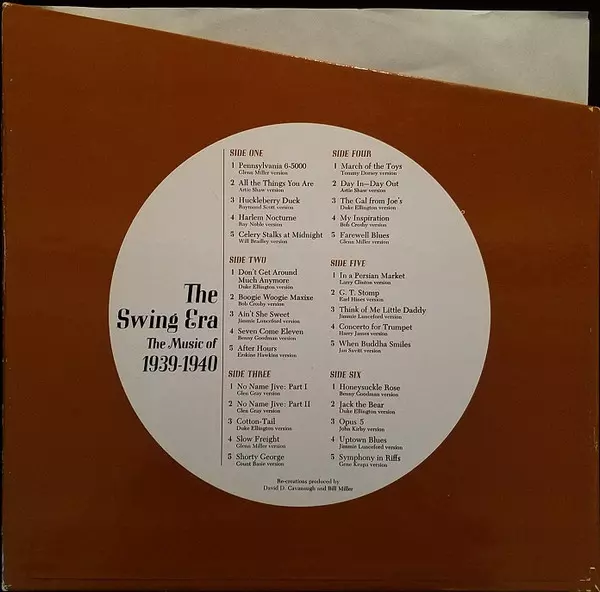 The
Swing Era
The Music of
1939-1940
SIDE ONE
1 Pennsylvania 6-5000
Glenn Miller version
2 All the Things You Are
Artie Shaw version
3 Huckleberry Duck
Raymond Scott version
4 Harlem Nocturne
Ray Noble version
5 Celery Stalks at Midnight
Will Bradley version
SIDE TWO
1 Don't Get Around
Much Anymore
Duke Ellington version
2 Boogie Woogie Maxixe
Bob Crosby version
3 Ain't She Sweet
Jimmie Lunceford version
4 Seven Come Eleven
Benny Goodman version
5 After Hours
Erskine Hawkins version
SIDE THREE
1 No Name Jive: Part I
Glen Gray version
2 No Name Jive: Part II
Glen Gray version
3 Cotton-Tail
Duke Ellington version
4 Slow Freight
Glenn Miller version
5 Shorty George
Count Basie version
SIDE FOUR
1 March of the Toys
Tommy Dorsey version
2 Day In—Day Out
Artie Shaw version
3 The Gal from Joe's
Duke Ellington version
4 My Inspiration
Bob Crosby version
5 Farewell Blues
Glenn Miller version
SIDE FIVE
1 In a Persian Market
Larry Clinton version
2 G. T. Stomp
Earl Hines version
3 Think of Me Little Daddy
Jimmie Lunceford version
4 Concerto for Trumpet
Harry James version
5 When Buddha Smiles
Jan Savitt version
SIDE SIX
1 Honeysuckle Rose
Benny Goodman version
2 Jack the Bear
Duke Ellington version
3 Opus 5
John Kirby version
4 Uptown Blues
Jimmie Lunceford version
5 Symphony in Riffs
Gene Krupa version
Re-creations produced by
David D. Cavanaugh and Bill Miller